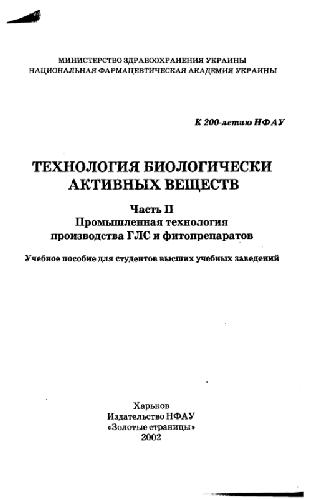 МИНИСТЕРСТВО ЗДРАВООХРАНЕНИЯ УКРАИНЫ
НАЦИОНАЛЬНАЯ ФАРМАЦЕВТИЧЕСКАЯ АКАДЕМИЯ УКРАИНЫ
К 200-летию НФАУ
ТЕХНОЛОГИЯ БИОЛОГИЧЕСКИ
АКТИВНЫХ ВЕЩЕСТВ
Часть II
Промышленная технология
производства ГЛС и фитопрепаратов
Учебное пособие для студентов высших учебных заведений
Харьков
Издательство НФАУ
«Золотые страницы»
2002